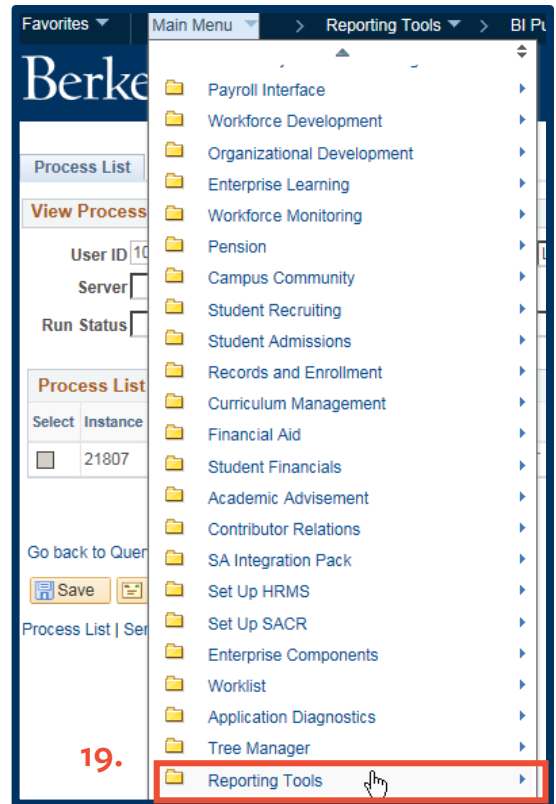 Favorites Main Menu > Reporting Tools > BI Pu
Berke
Payroll Interface
Workforce Development
Organizational Development
Process List
Enterprise Learning
View Process
Workforce Monitoring
User ID 10
Pension
Server
Campus Community
Run Status
Student Recruiting
Student Admissions
Records and Enrollment
Process List
Curriculum Management
Select Instance
Financial Aid
21807
Student Financials
Academic Advisement
Contributor Relations
Go back to Quer
SA Integration Pack
Save
Set Up HRMS
Process List | Ser
Set Up SACR
Enterprise Components
Worklist
Application Diagnostics
19.
Tree Manager
Reporting Tools